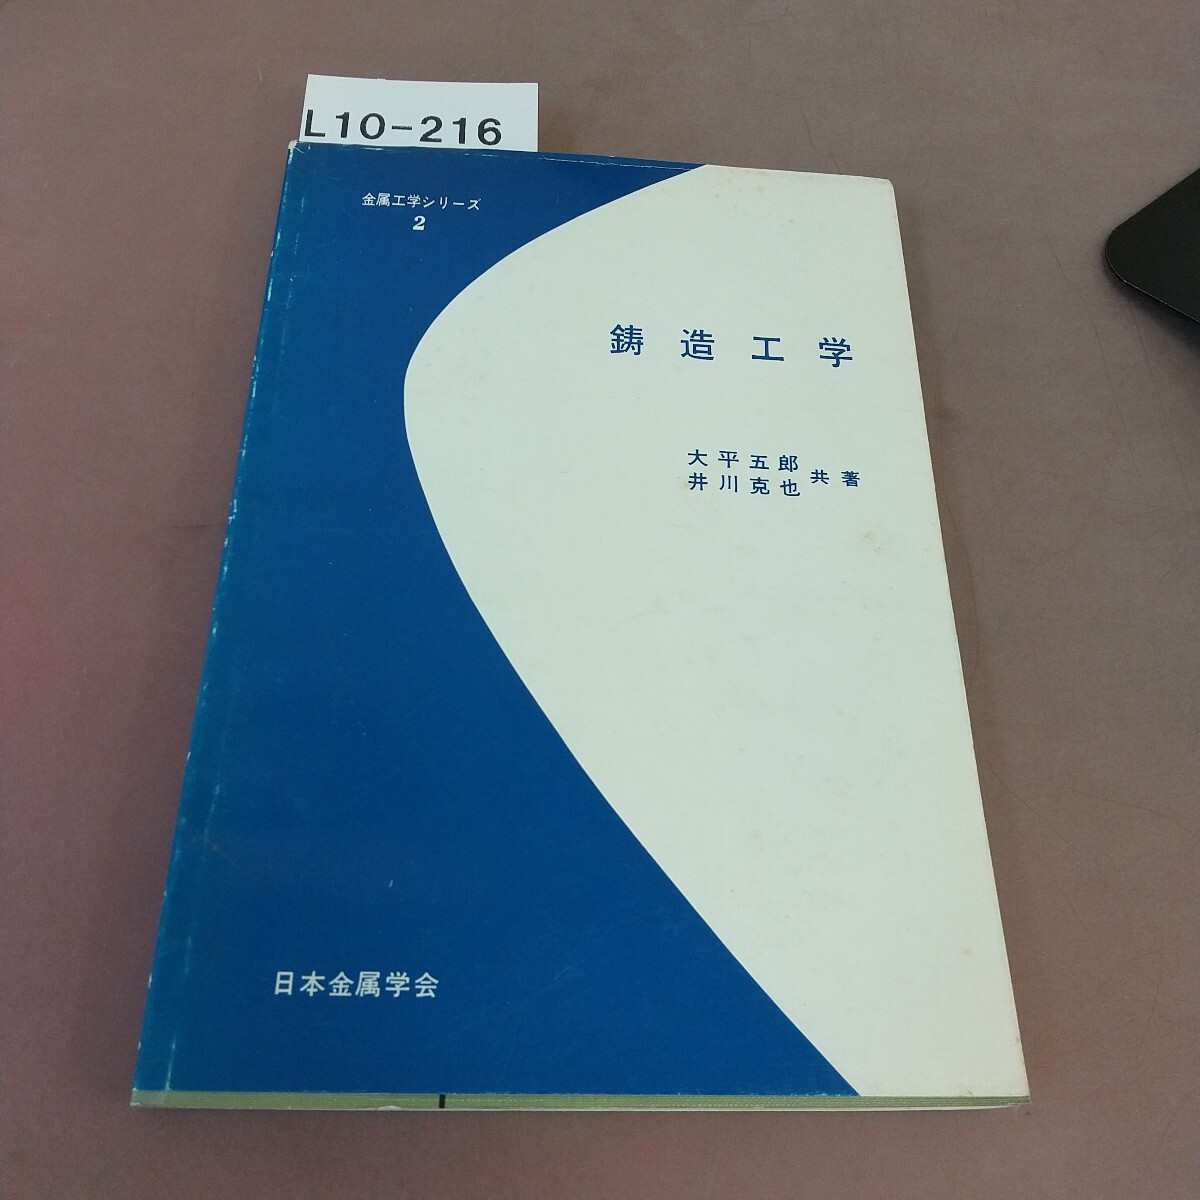 L10-216
金属工学シリーズ
2
鋳造工学
大平五郎
井川克也 共著
日本金属学会